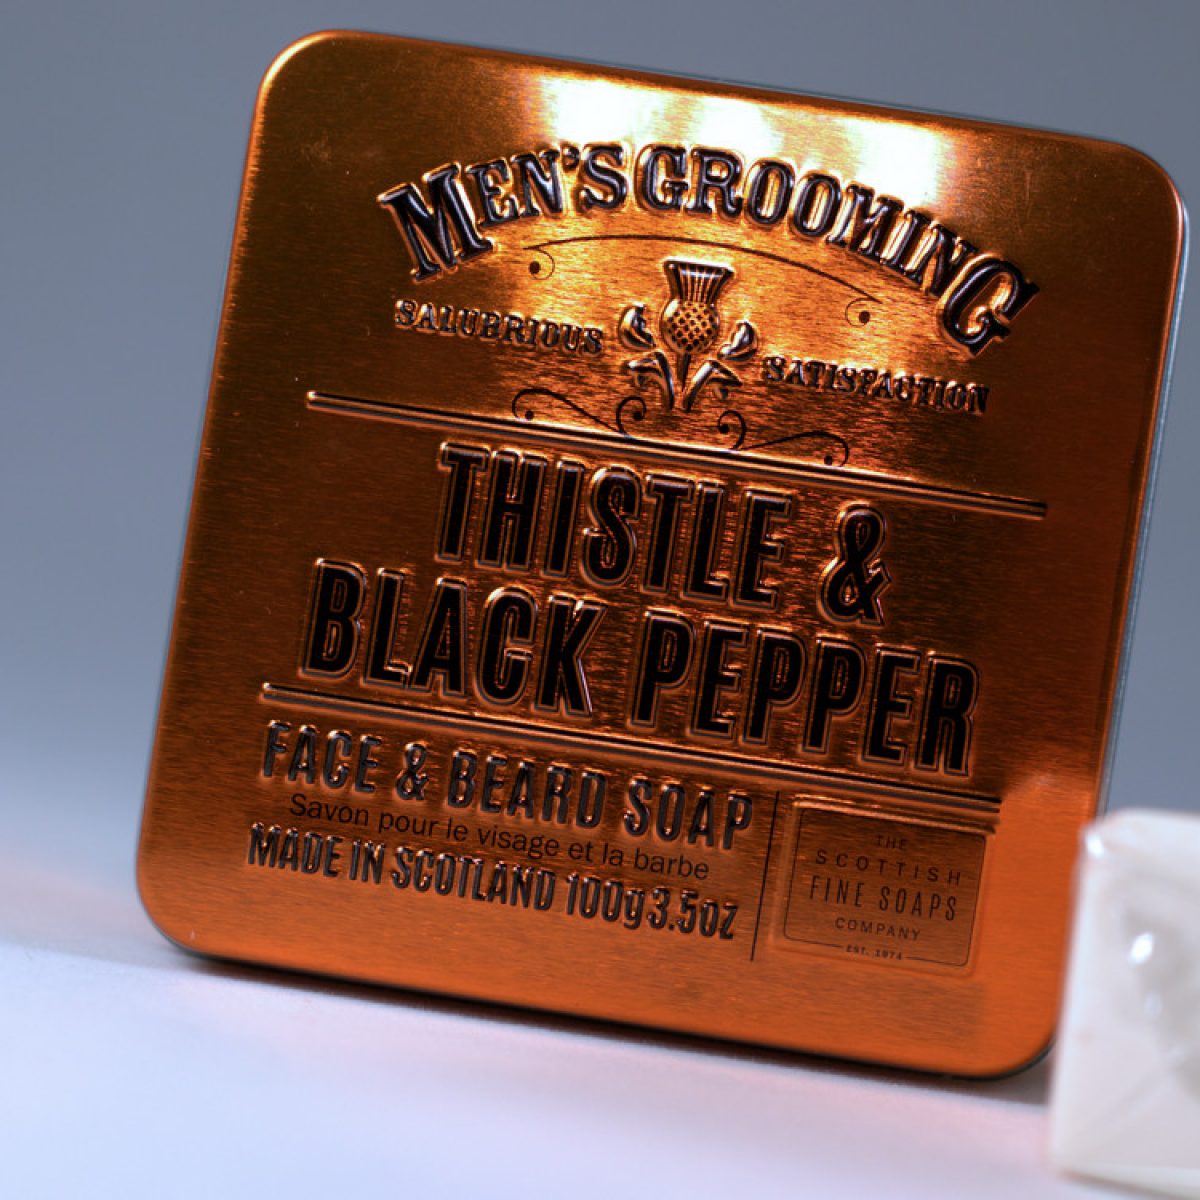 MEN'S GROOMING
SALUBRIOUS SATISFACTION
THISTLE &
BLACK PEPPER
FACE & BEARD SOAP
Savon pour le visage et la barbe
MADE IN SCOTLAND 100g 3.5oz
THE
SCOTTISH
FINE SOAPS
COMPANY
EST. 1974